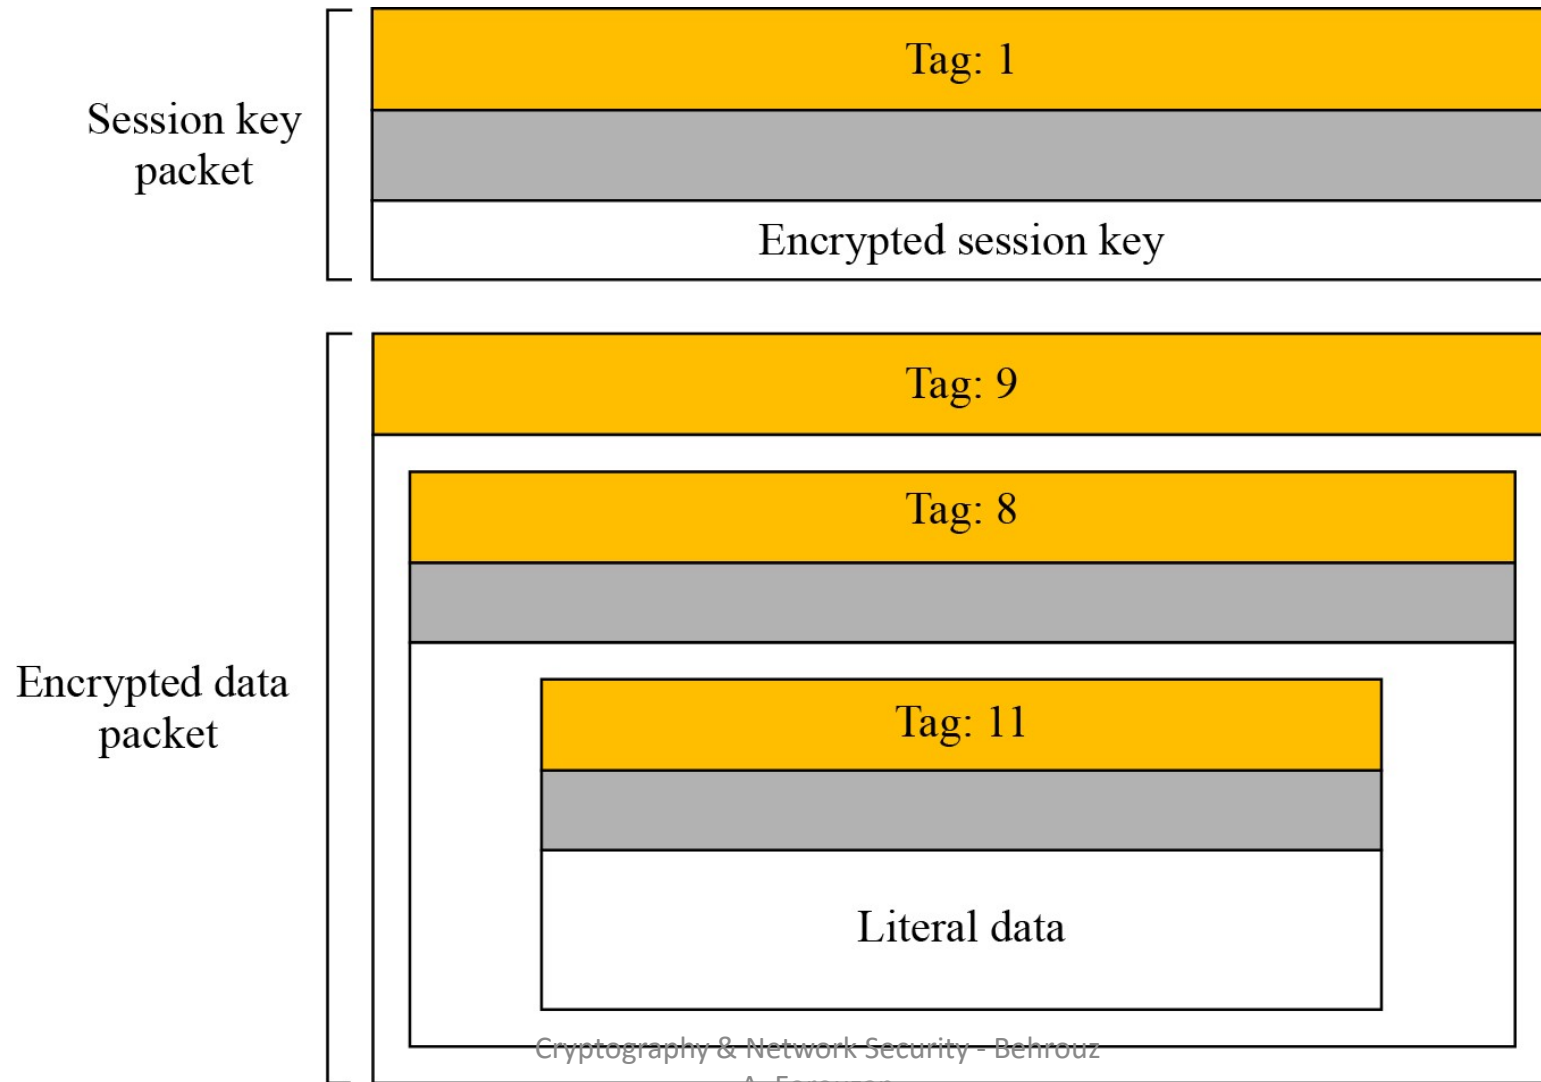 Tag: 1
Session key
packet
Encrypted session key
Tag: 9
Tag: 8
Encrypted data
packet
Tag: 11
Literal data
Cryptography & Network Security - Behrouz